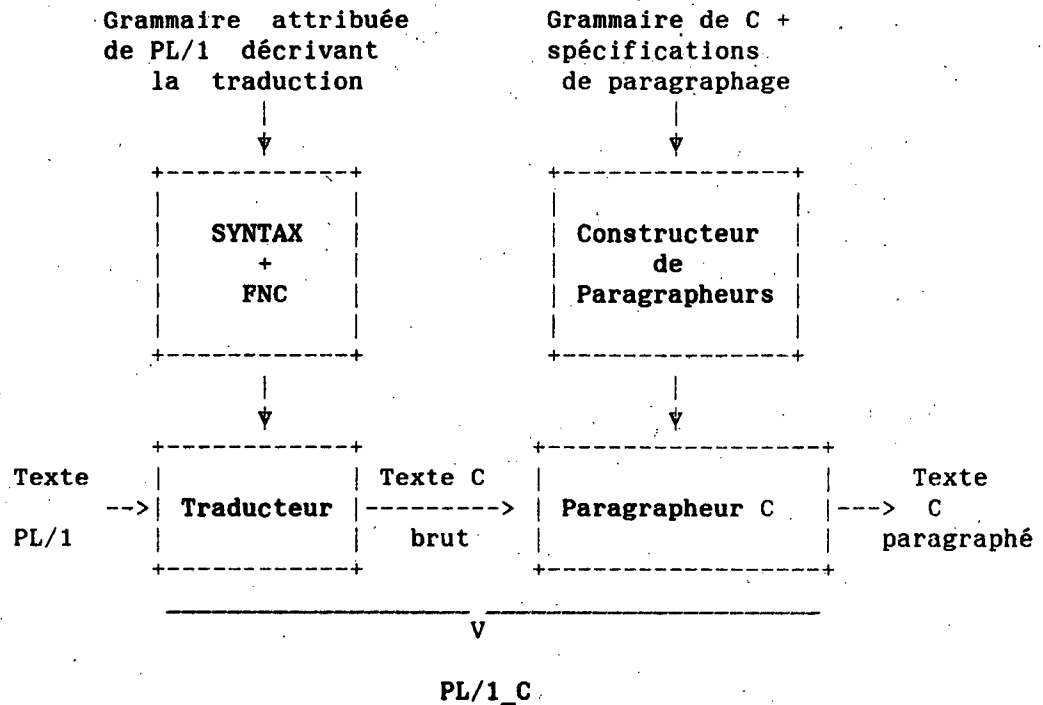 Grammaire attribuée
de PL/1 décrivant
la traduction
Grammaire de C +
spécifications
de paragraphage
SYNTAX
+
FNC
Constructeur
de
Paragrapheurs
Texte
PL/1
-->
Traducteur
Texte C
--------->
brut
Paragrapheur C
--->
Texte
C
paragraphé
V
PL/1_C